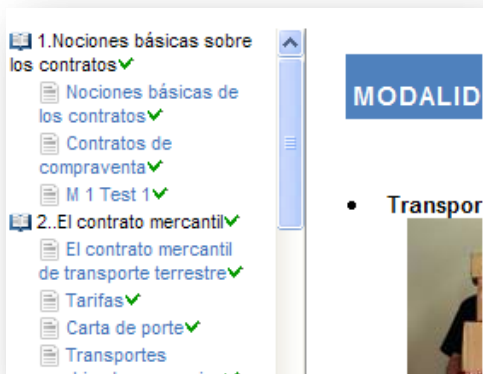 1.Nociones básicas sobre
los contratos
Nociones básicas de
los contratos
Contratos de
compraventa
M 1 Test 1
2..El contrato mercantil
El contrato mercantil
de transporte terrestre
Tarifas
Carta de porte
Transportes
MODALID
Transpor